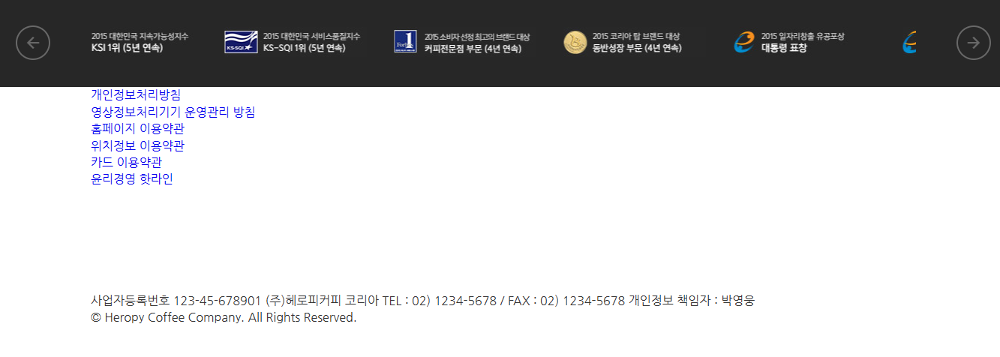 2015 대한민국 지속가능성지수
KSI 1위 (5년 연속)
KS-SQI
2015 대한민국 서비스품질지수
KS-SQI 1위 (5년 연속)
Forbes
1
2015 소비자 선정 최고의 브랜드 대상
커피전문점 부문 (4년 연속)
2015 코리아 탑 브랜드 대상
동반성장 부문 (4년 연속)
2015 일자리창출 유공포상
대통령 표창
개인정보처리방침
영상정보처리기기 운영관리 방침
홈페이지 이용약관
위치정보 이용약관
카드 이용약관
윤리경영 핫라인
사업자등록번호 123-45-678901 (주)헤로피커피 코리아 TEL : 02) 1234-5678 / FAX : 02) 1234-5678 개인정보 책임자 : 박영웅
© Heropy Coffee Company. All Rights Reserved.